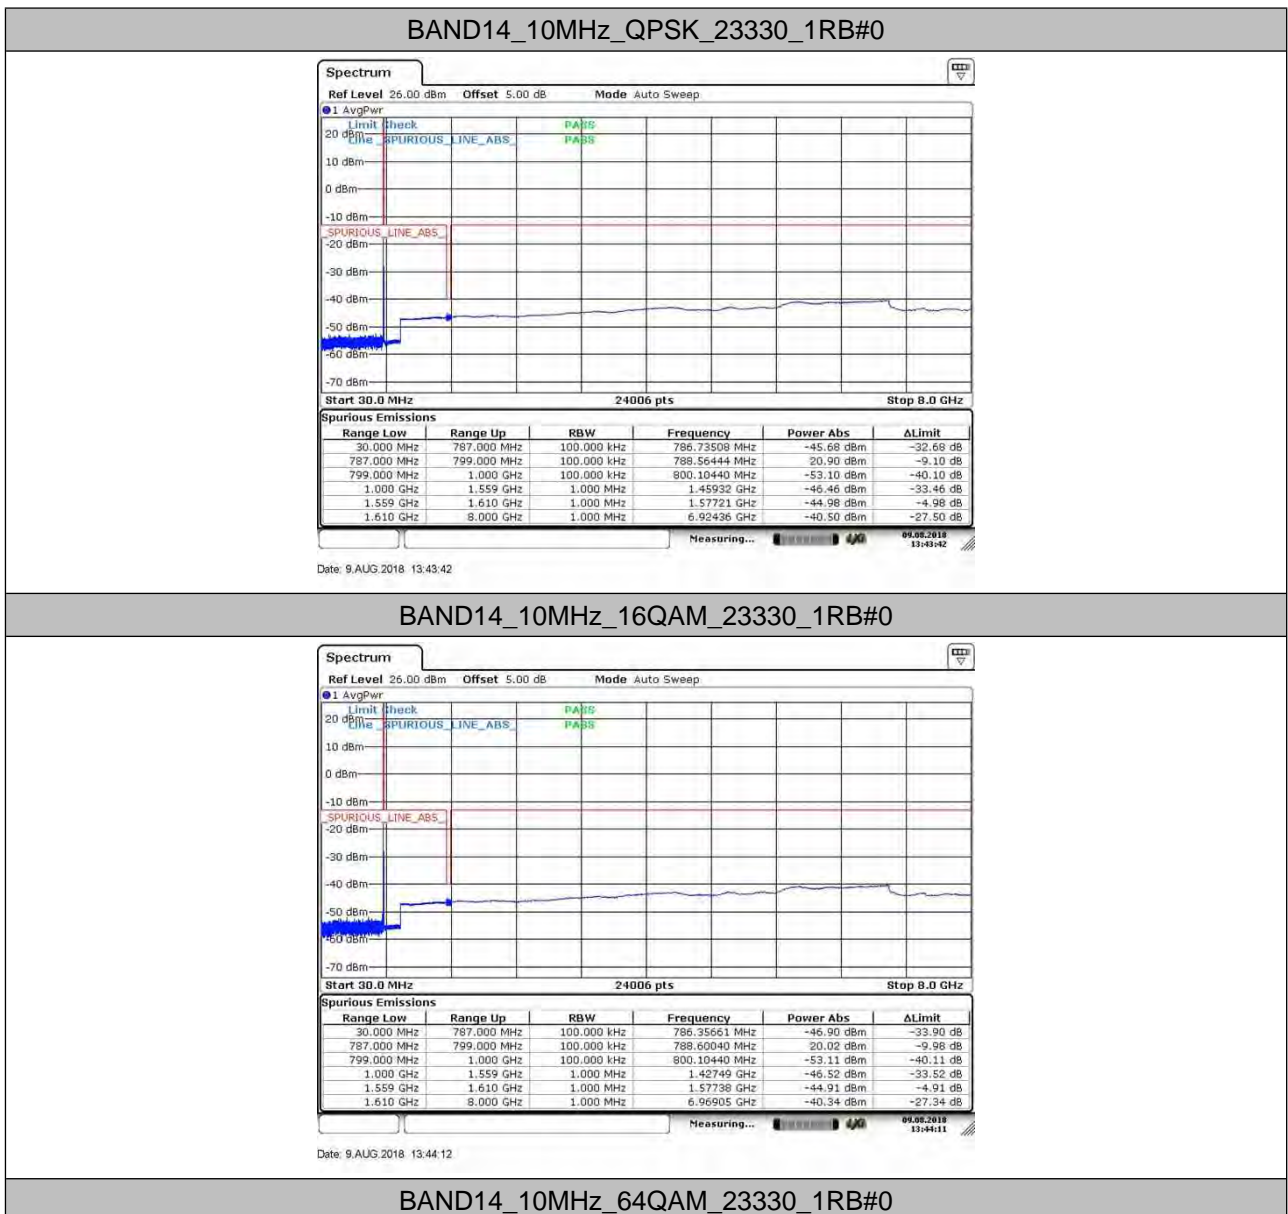 BAND14_10MHz_QPSK_23330_1RB#0
Spectrum
Ref Level 26.00 dBm Offset 5.00 dB Mode Auto Sweep
1 AvgPwr
Limit Check PASS
20 dBm
Line _SPURIOUS_LINE_ABS_ PASS
10 dBm
0 dBm
-10 dBm
_SPURIOUS_LINE_ABS_
-20 dBm
-30 dBm
-40 dBm
-50 dBm
-60 dBm
-70 dBm
Start 30.0 MHz 24006 pts Stop 8.0 GHz
Spurious Emissions
Range Low Range Up RBW Frequency Power Abs ΔLimit
30.000 MHz 787.000 MHz 100.000 kHz 786.73508 MHz -45.68 dBm -32.68 dB
787.000 MHz 799.000 MHz 100.000 kHz 788.56444 MHz 20.90 dBm -9.10 dB
799.000 MHz 1.000 GHz 100.000 kHz 800.10440 MHz -53.10 dBm -40.10 dB
1.000 GHz 1.559 GHz 1.000 MHz 1.45932 GHz -46.46 dBm -33.46 dB
1.559 GHz 1.610 GHz 1.000 MHz 1.57721 GHz -44.98 dBm -4.98 dB
1.610 GHz 8.000 GHz 1.000 MHz 6.92436 GHz -40.50 dBm -27.50 dB
Measuring... 09.08.2018
13:43:42
Date: 9.AUG.2018 13:43:42
BAND14_10MHz_16QAM_23330_1RB#0
Spectrum
Ref Level 26.00 dBm Offset 5.00 dB Mode Auto Sweep
1 AvgPwr
Limit Check PASS
20 dBm
Line _SPURIOUS_LINE_ABS_ PASS
10 dBm
0 dBm
-10 dBm
_SPURIOUS_LINE_ABS_
-20 dBm
-30 dBm
-40 dBm
-50 dBm
-60 dBm
-70 dBm
Start 30.0 MHz 24006 pts Stop 8.0 GHz
Spurious Emissions
Range Low Range Up RBW Frequency Power Abs ΔLimit
30.000 MHz 787.000 MHz 100.000 kHz 786.35661 MHz -46.90 dBm -33.90 dB
787.000 MHz 799.000 MHz 100.000 kHz 788.60040 MHz 20.02 dBm -9.98 dB
799.000 MHz 1.000 GHz 100.000 kHz 800.10440 MHz -53.11 dBm -40.11 dB
1.000 GHz 1.559 GHz 1.000 MHz 1.42749 GHz -46.52 dBm -33.52 dB
1.559 GHz 1.610 GHz 1.000 MHz 1.57738 GHz -44.91 dBm -4.91 dB
1.610 GHz 8.000 GHz 1.000 MHz 6.96905 GHz -40.34 dBm -27.34 dB
Measuring... 09.08.2018
13:44:11
Date: 9.AUG.2018 13:44:12
BAND14_10MHz_64QAM_23330_1RB#0